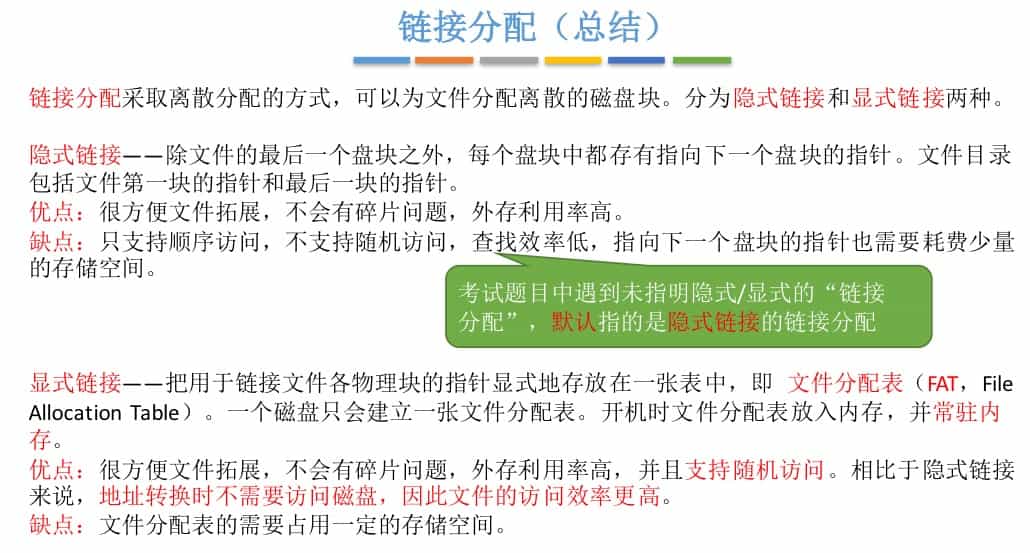 链接分配（总结）
链接分配采取离散分配的方式，可以为文件分配离散的磁盘块。分为隐式链接和显式链接两种。
隐式链接——除文件的最后一个盘块之外，每个盘块中都存有指向下一个盘块的指针。文件目录
包括文件第一块的指针和最后一块的指针。
优点：很方便文件拓展，不会有碎片问题，外存利用率高。
缺点：只支持顺序访问，不支持随机访问，查找效率低，指向下一个盘块的指针也需要耗费少量
的存储空间。
考试题目中遇到未指明隐式/显式的“链接
分配”，默认指的是隐式链接的链接分配
显式链接——把用于链接文件各物理块的指针显式地存放在一张表中，即 文件分配表（FAT，File
Allocation Table）。一个磁盘只会建立一张文件分配表。开机时文件分配表放入内存，并常驻内
存。
优点：很方便文件拓展，不会有碎片问题，外存利用率高，并且支持随机访问。相比于隐式链接
来说，地址转换时不需要访问磁盘，因此文件的访问效率更高。
缺点：文件分配表的需要占用一定的存储空间。